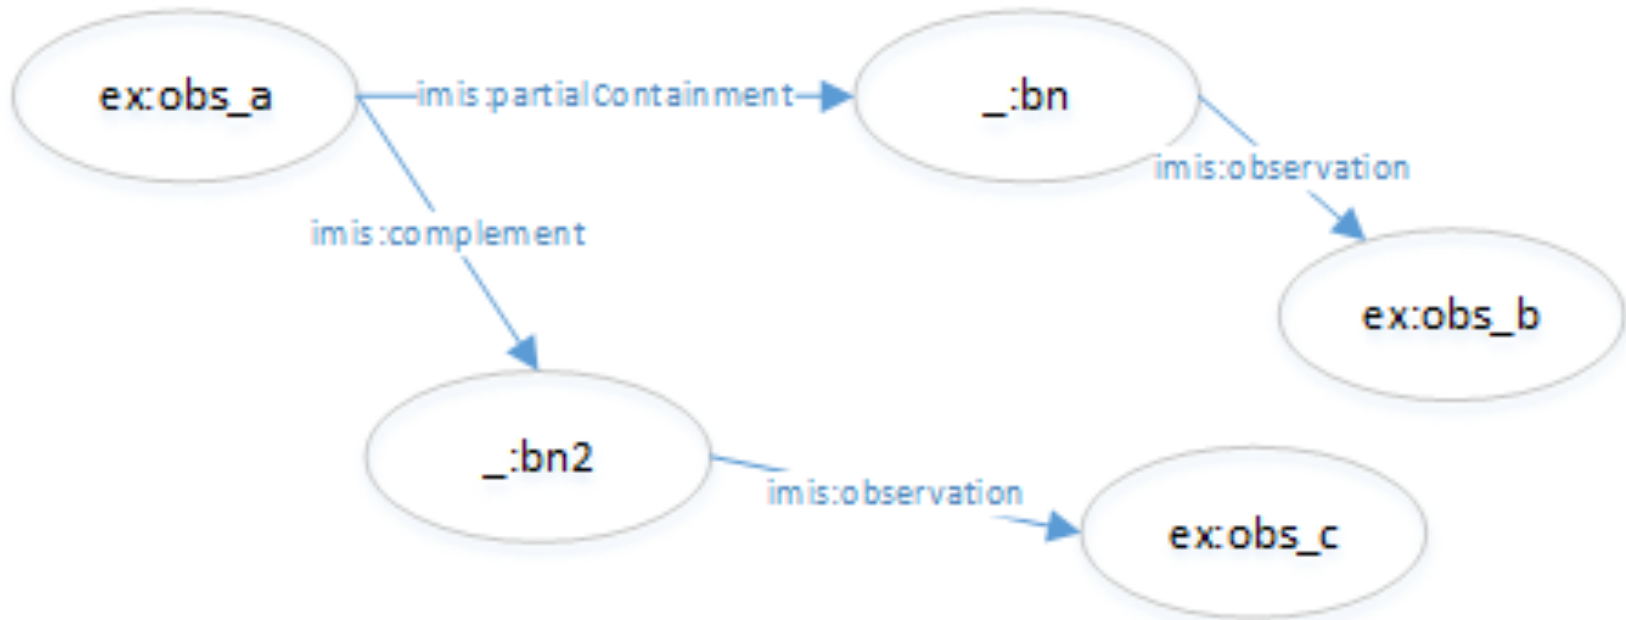 ex:obs_a
imis:partialContainment
_:bn
imis:observation
imis:complement
ex:obs_b
_:bn2
imis:observation
ex:obs_c